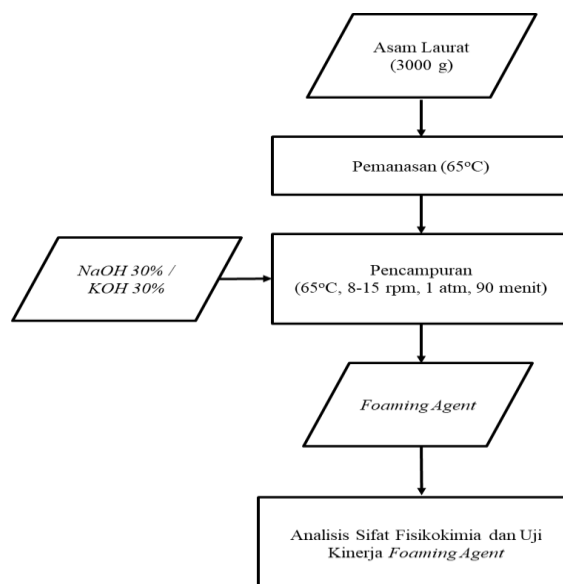 Asam Laurat
(3000 g)
Pemanasan (65°C)
NaOH 30% /
KOH 30%
Pencampuran
(65°C, 8-15 rpm, 1 atm, 90 menit)
Foaming Agent
Analisis Sifat Fisikokimia dan Uji
Kinerja Foaming Agent